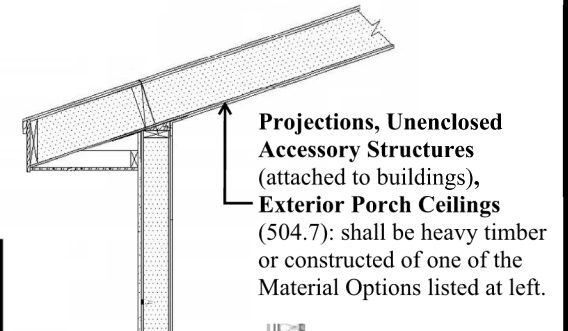 Projections, Unenclosed
Accessory Structures
(attached to buildings),
Exterior Porch Ceilings
(504.7): shall be heavy timber
or constructed of one of the
Material Options listed at left.